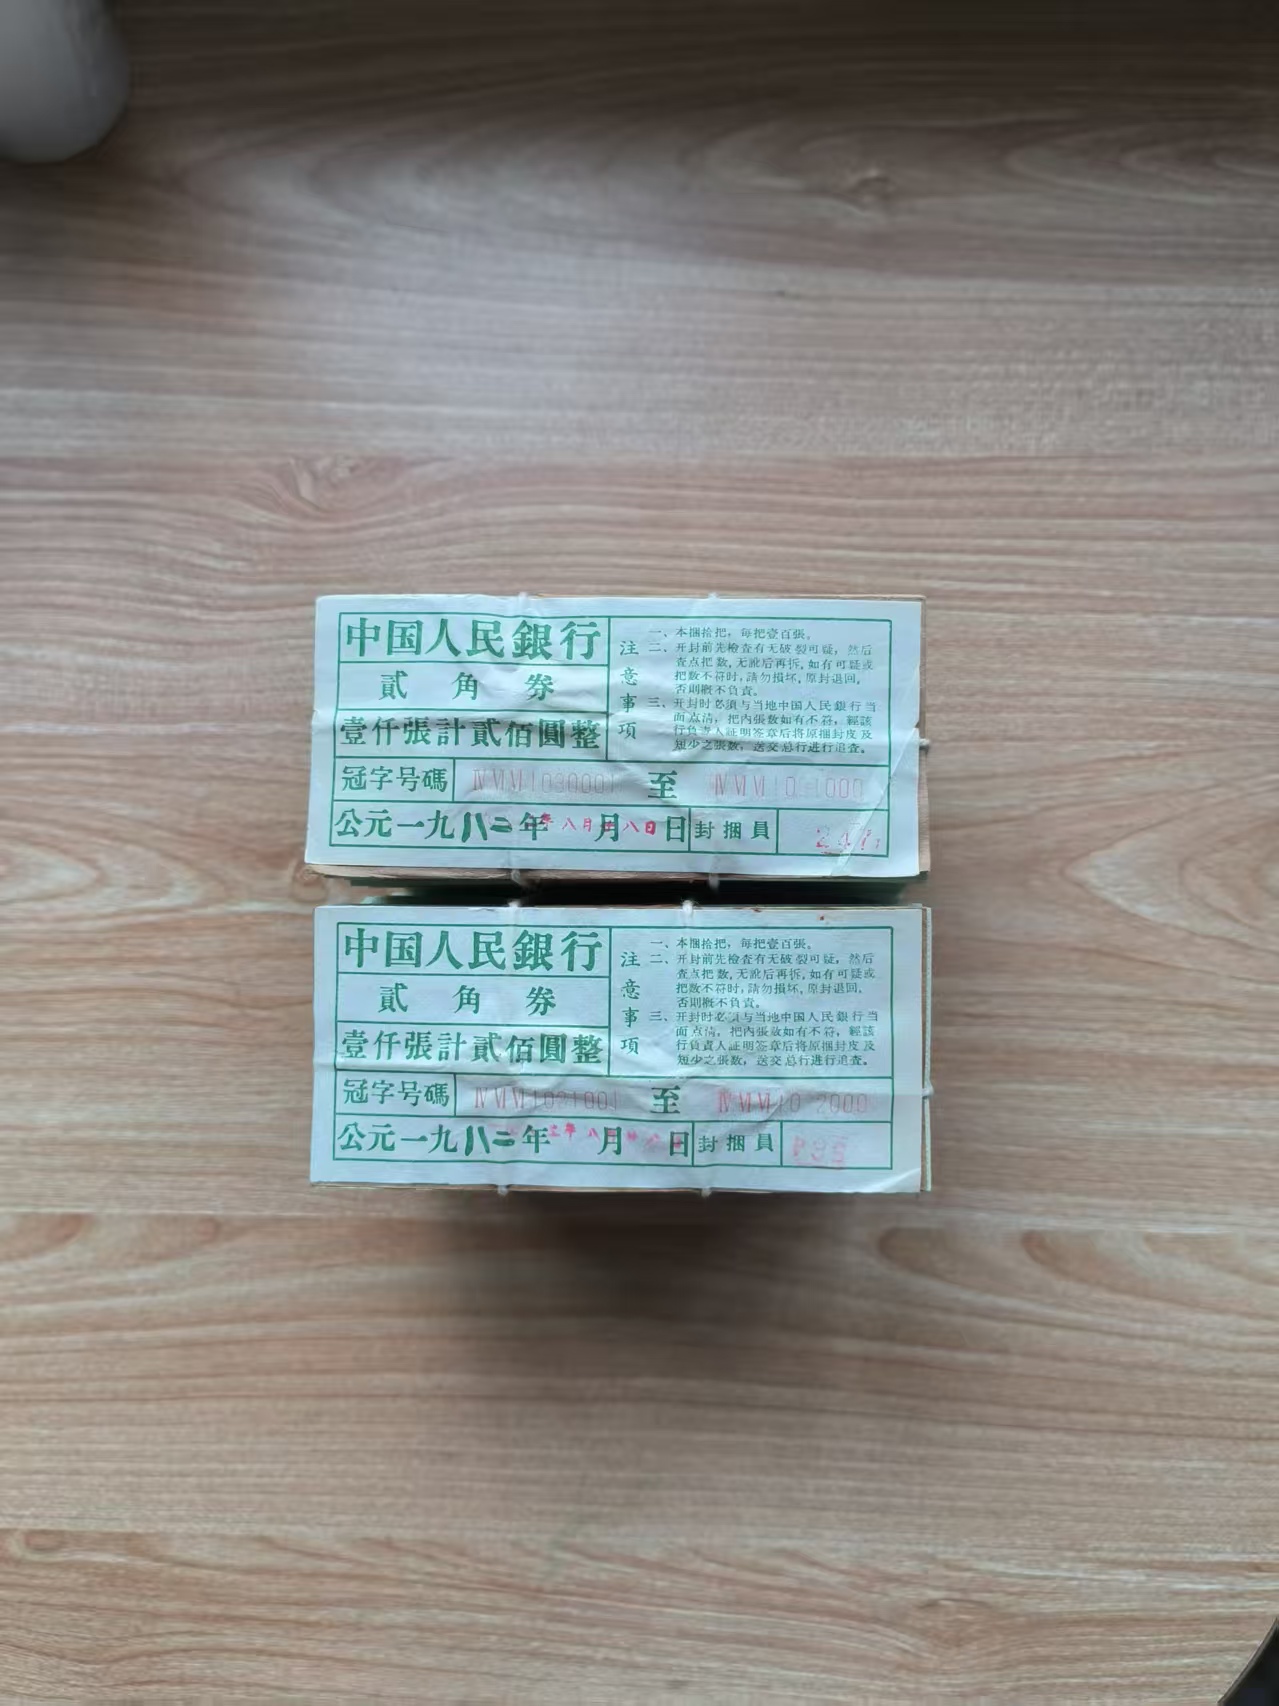 中国人民銀行
貳角券
壹仟張計貳佰圓整
注意事項
一、本捆拾把，每把壹百張。
二、开封前先檢查有无破裂可疑，然后
查点把数，无訛后再拆，如有可疑或
把数不符时，請勿損坏，原封退回，
否則概不負責。
三、开封时必須与当地中国人民銀行当
面点清，把内張数如有不符，經該
行負責人証明签章后将原捆封皮及
短少之張数，送交总行進行追查。
冠字号碼 ⅣⅥⅥ1030001 至 ⅣⅥⅥ
公元一九八二年 八月 八日 月 日 封捆員 247
中国人民銀行
貳角券
壹仟張計貳佰圓整
注意事項
一、本捆拾把，每把壹百張。
二、开封前先檢查有无破裂可疑，然后
查点把数，无訛后再拆，如有可疑或
把数不符时，請勿損坏，原封退回，
否則概不負責。
三、开封时必須与当地中国人民銀行当
面点清，把内張数如有不符，經該
行負責人証明签章后将原捆封皮及
短少之張数，送交总行進行追查。
冠字号碼 ⅣⅥⅥ 至 ⅣⅥⅥ
公元一九八二年 月 日 封捆員